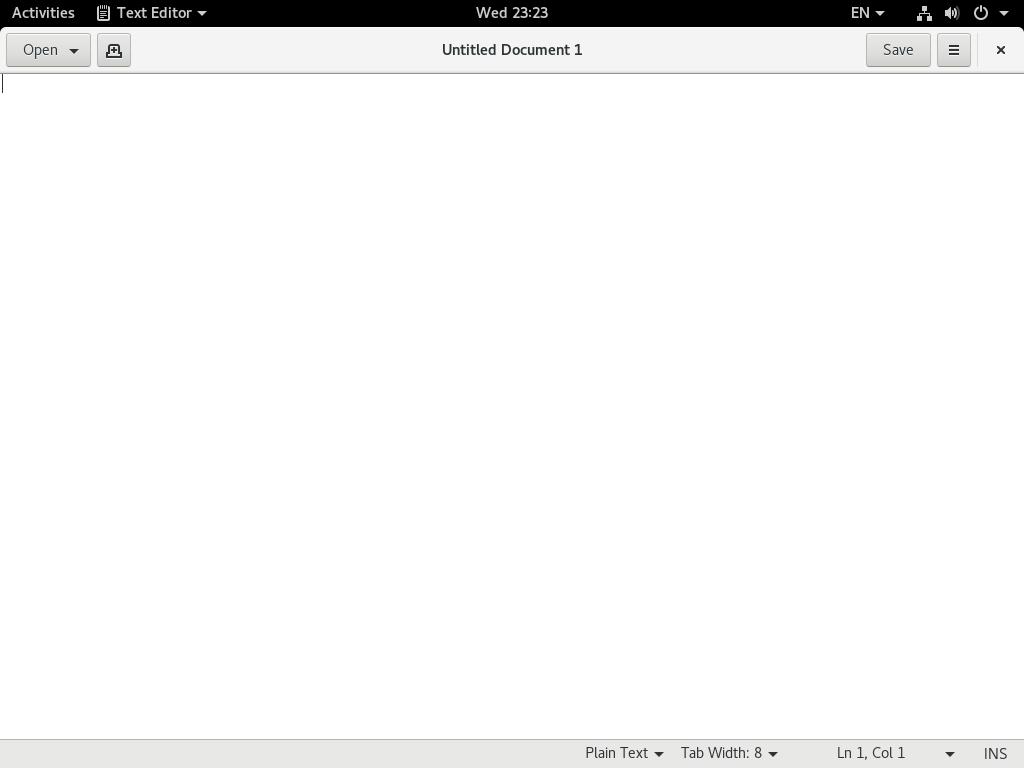 Activities Text Editor Wed 23:23 EN
Open Untitled Document 1 Save
Plain Text Tab Width: 8 Ln 1, Col 1 INS